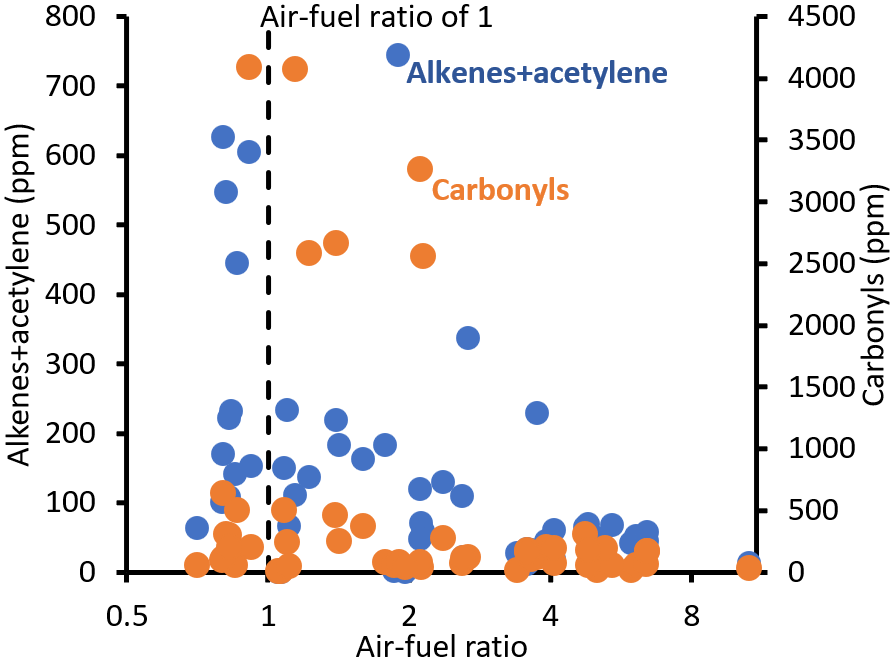 Air-fuel ratio of 1
800
700
600
500
400
300
200
100
0
Alkenes+acetylene (ppm)
Alkenes+acetylene
Carbonyls
4500
4000
3500
3000
2500
2000
1500
1000
500
0
Carbonyls (ppm)
0.5 1 2 4 8
Air-fuel ratio